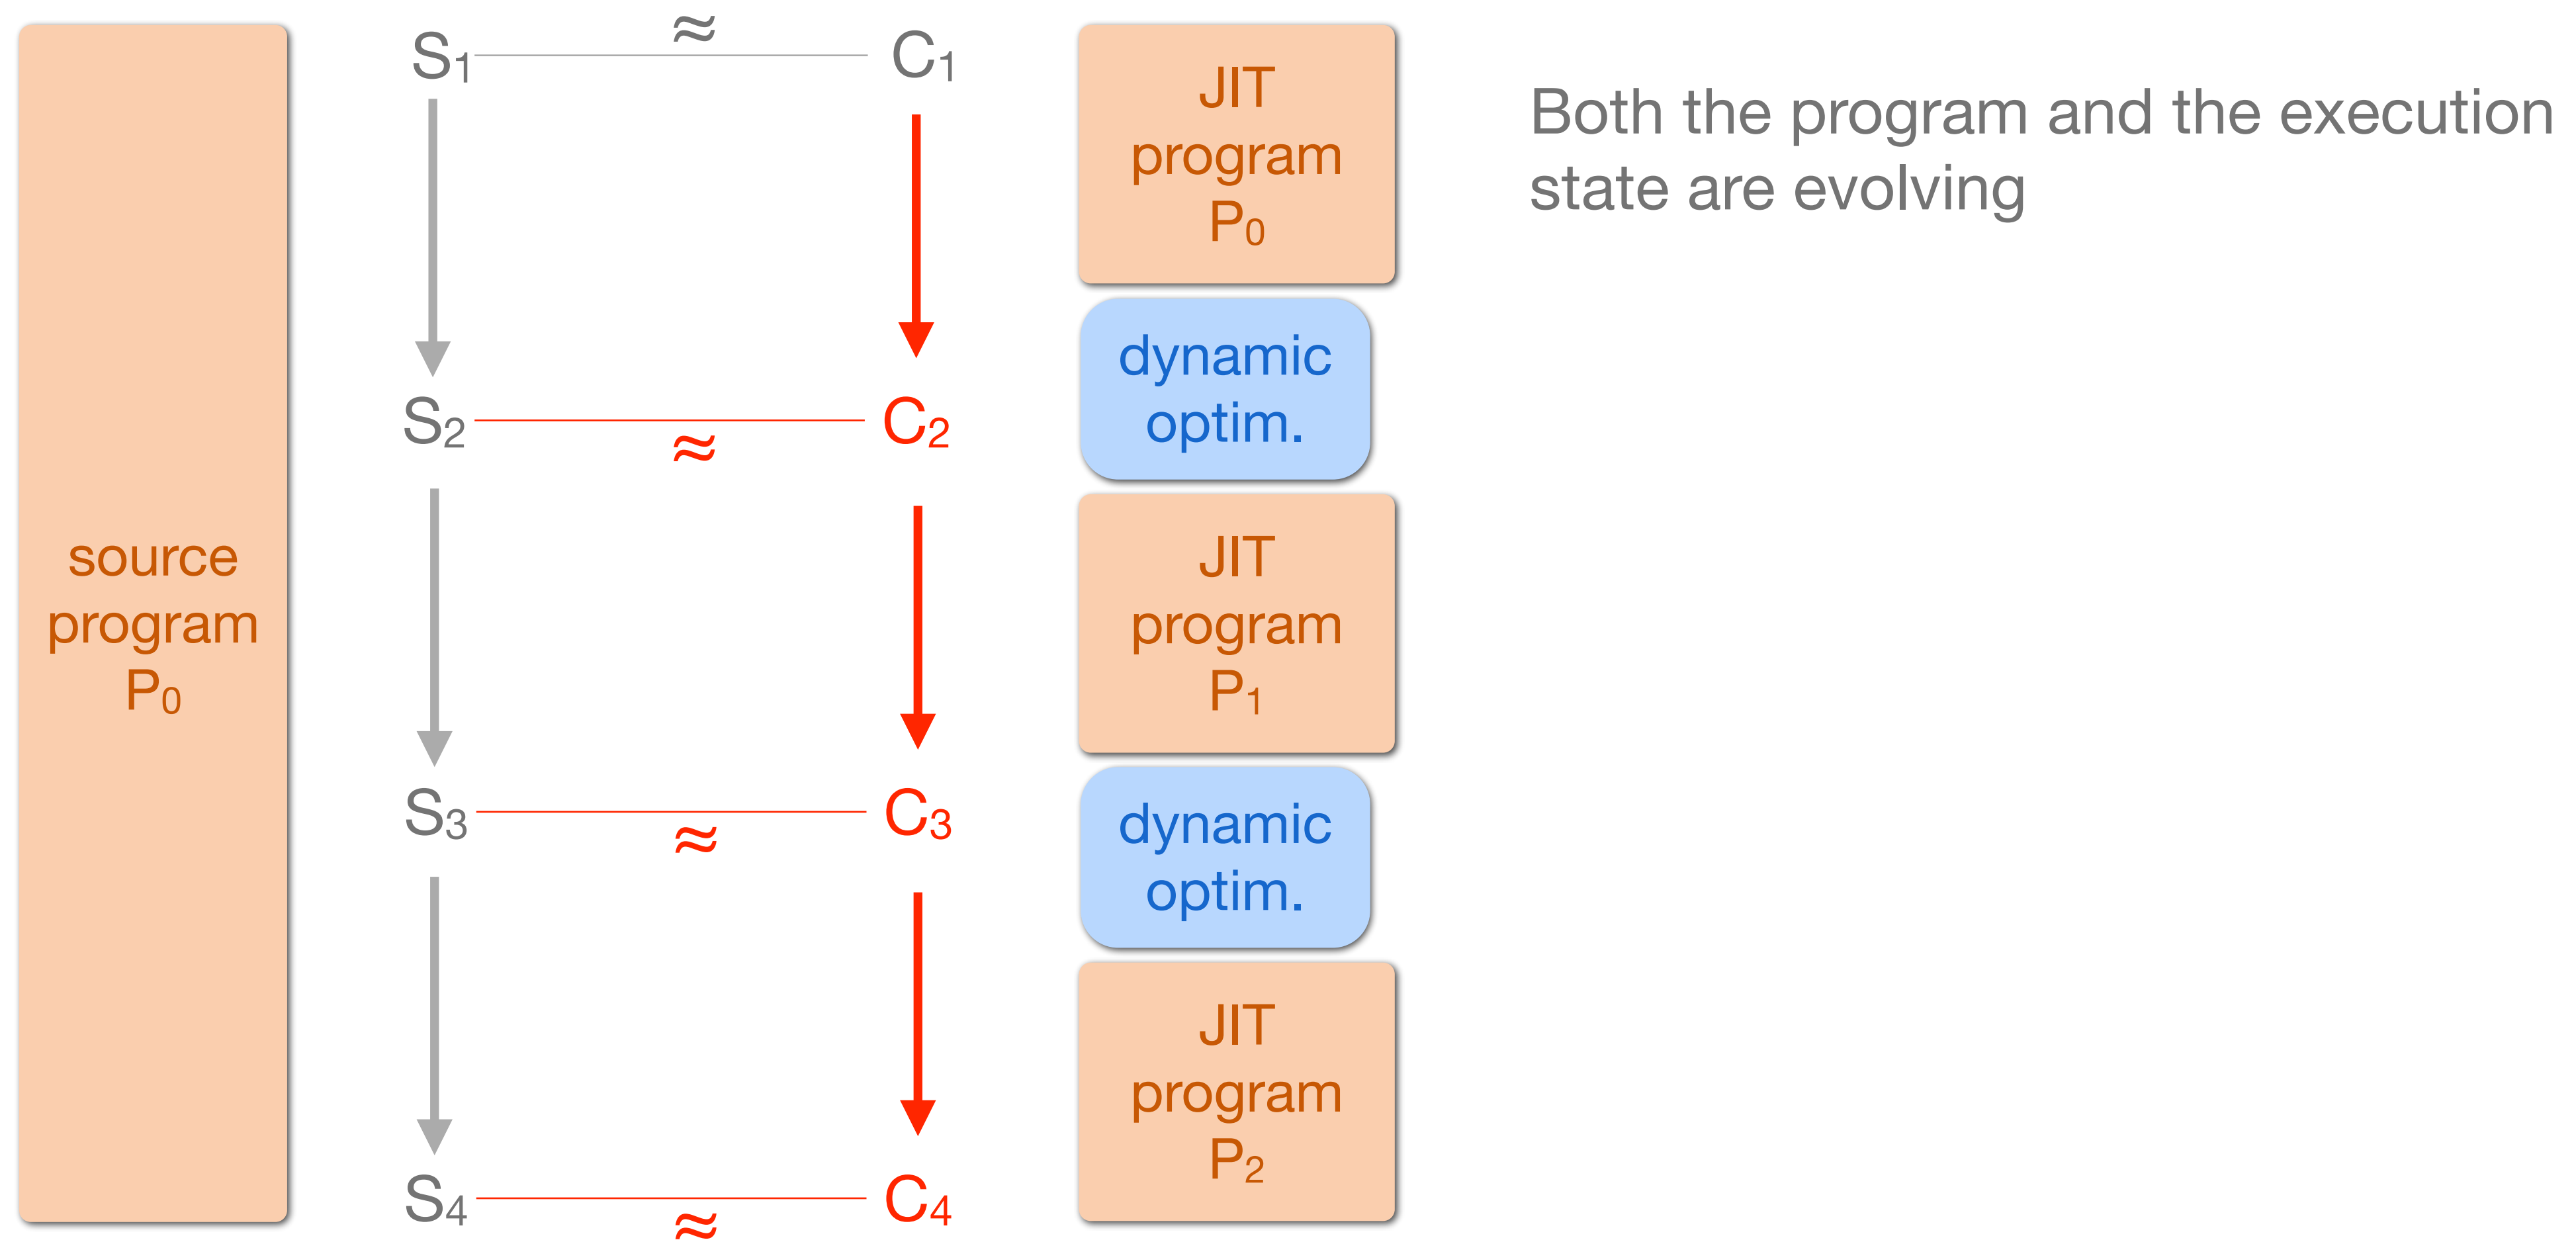 source
program
P₀
S₁ ≈ C₁
S₂ ≈ C₂
S₃ ≈ C₃
S₄ ≈ C₄
JIT
program
P₀
dynamic
optim.
JIT
program
P₁
dynamic
optim.
JIT
program
P₂
Both the program and the execution
state are evolving